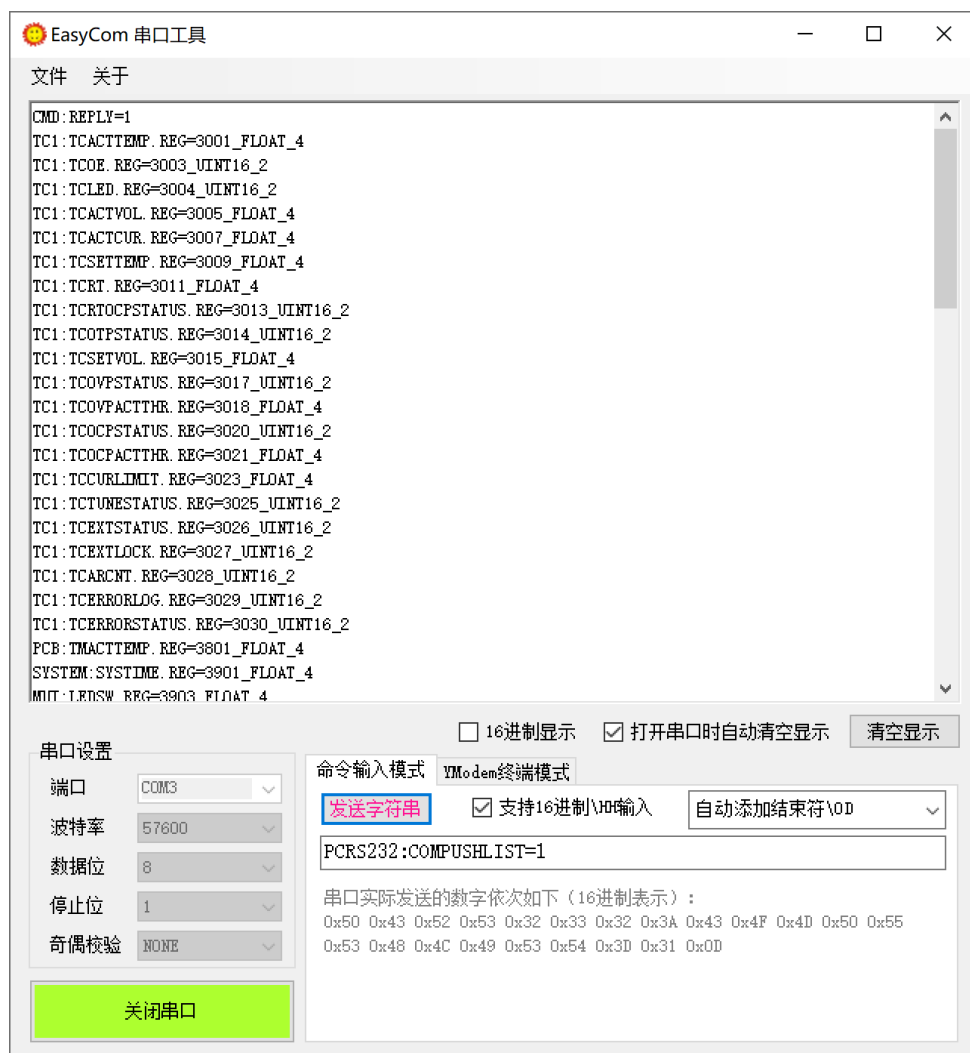 EasyCom 串口工具
文件 关于
CMD:REPLY=1
TC1:TCACTTEMP.REG=3001_FLOAT_4
TC1:TCOE.REG=3003_UINT16_2
TC1:TCLED.REG=3004_UINT16_2
TC1:TCACTVOL.REG=3005_FLOAT_4
TC1:TCACTCUR.REG=3007_FLOAT_4
TC1:TCSETTEMP.REG=3009_FLOAT_4
TC1:TCRT.REG=3011_FLOAT_4
TC1:TCRTOCPSTATUS.REG=3013_UINT16_2
TC1:TCOTPSTATUS.REG=3014_UINT16_2
TC1:TCSETVOL.REG=3015_FLOAT_4
TC1:TCOVPSTATUS.REG=3017_UINT16_2
TC1:TCOVPACTTHR.REG=3018_FLOAT_4
TC1:TCOCPSTATUS.REG=3020_UINT16_2
TC1:TCOCPACTTHR.REG=3021_FLOAT_4
TC1:TCCURLIMIT.REG=3023_FLOAT_4
TC1:TCTUNESTATUS.REG=3025_UINT16_2
TC1:TCEXTSTATUS.REG=3026_UINT16_2
TC1:TCEXTLOCK.REG=3027_UINT16_2
TC1:TCARCNT.REG=3028_UINT16_2
TC1:TCERRORLOG.REG=3029_UINT16_2
TC1:TCERRORSTATUS.REG=3030_UINT16_2
PCB:TMACTTEMP.REG=3801_FLOAT_4
SYSTEM:SYSTIME.REG=3901_FLOAT_4
MUT:LEDSW.REG=3903_FLOAT_4
16进制显示 打开串口时自动清空显示 清空显示
串口设置
端口 COM3
波特率 57600
数据位 8
停止位 1
奇偶校验 NONE
关闭串口
命令输入模式 YModem终端模式
发送字符串 支持16进制\HH输入 自动添加结束符\0D
PCRS232:COMPUSHLIST=1
串口实际发送的数字依次如下（16进制表示）：
0x50 0x43 0x52 0x53 0x32 0x33 0x32 0x3A 0x43 0x4F 0x4D 0x50 0x55
0x53 0x48 0x4C 0x49 0x53 0x54 0x3D 0x31 0x0D